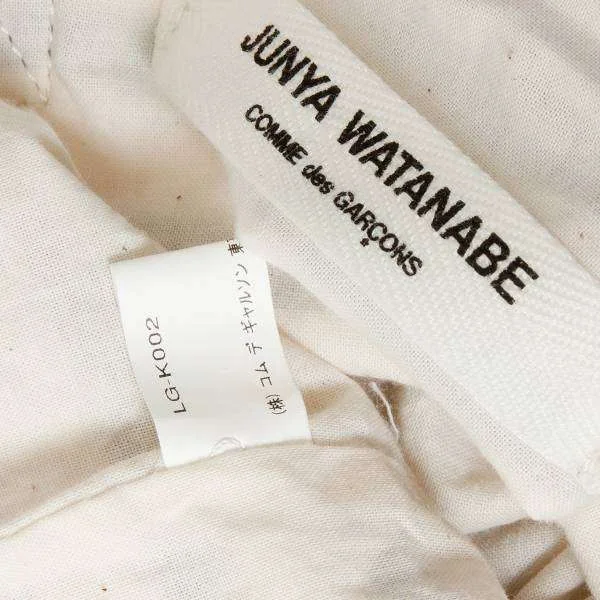 JUNYA WATANABE
COMME des GARÇONS
LG-K002
(株) コム デ ギャルソン 東